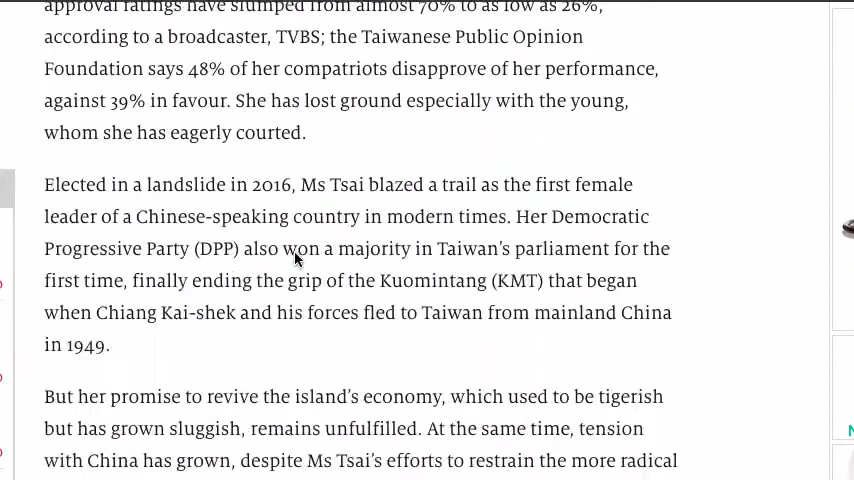 approval ratings have slumped from almost 70% to as low as 26%,
according to a broadcaster, TVBS; the Taiwanese Public Opinion
Foundation says 48% of her compatriots disapprove of her performance,
against 39% in favour. She has lost ground especially with the young,
whom she has eagerly courted.
Elected in a landslide in 2016, Ms Tsai blazed a trail as the first female
leader of a Chinese-speaking country in modern times. Her Democratic
Progressive Party (DPP) also won a majority in Taiwan’s parliament for the
first time, finally ending the grip of the Kuomintang (KMT) that began
when Chiang Kai-shek and his forces fled to Taiwan from mainland China
in 1949.
But her promise to revive the island’s economy, which used to be tigerish
but has grown sluggish, remains unfulfilled. At the same time, tension
with China has grown, despite Ms Tsai’s efforts to restrain the more radical